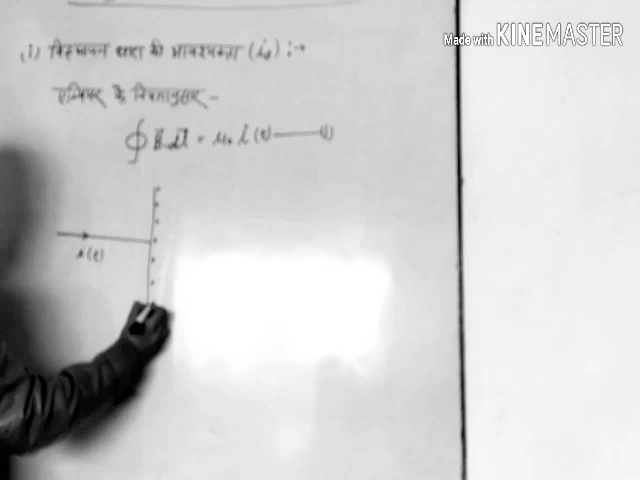 Made with KINEMASTER
(i) विस्थापन धारा की आवश्यकता (id) :→
एम्पियर के नियमानुसार –
∮ B.dl = μ₀ i (t) —— (i)
i(t)